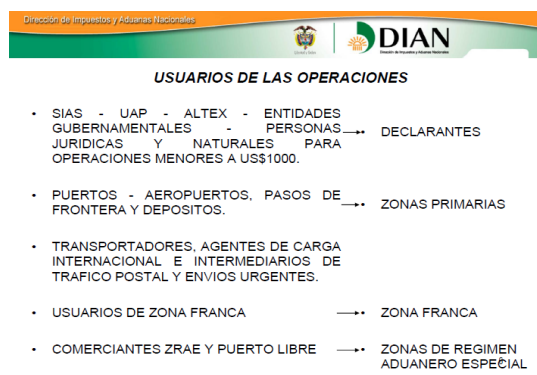 Dirección de Impuestos y Aduanas Nacionales
DIAN
Dirección de Impuestos y Aduanas Nacionales
USUARIOS DE LAS OPERACIONES
• SIAS - UAP - ALTEX - ENTIDADES
GUBERNAMENTALES - PERSONAS
JURIDICAS Y NATURALES PARA
OPERACIONES MENORES A US$1000.
• DECLARANTES
• PUERTOS - AEROPUERTOS, PASOS DE
FRONTERA Y DEPOSITOS.
• ZONAS PRIMARIAS
• TRANSPORTADORES, AGENTES DE CARGA
INTERNACIONAL E INTERMEDIARIOS DE
TRAFICO POSTAL Y ENVIOS URGENTES.
• USUARIOS DE ZONA FRANCA
• ZONA FRANCA
• COMERCIANTES ZRAE Y PUERTO LIBRE
• ZONAS DE REGIMEN
ADUANERO ESPECIAL